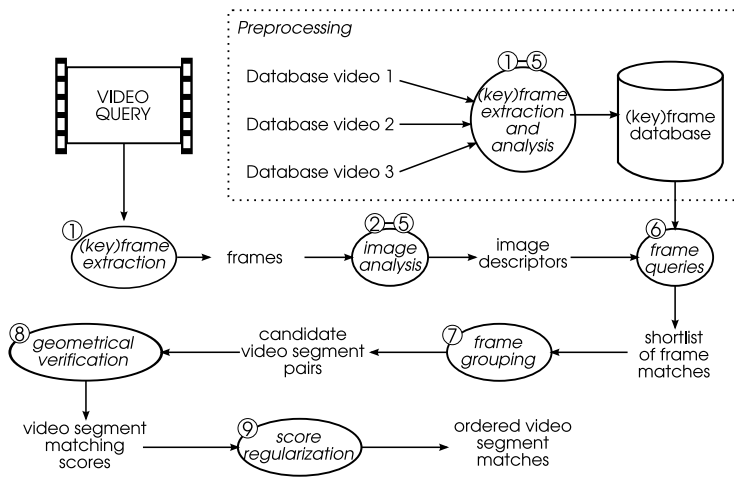 Preprocessing
VIDEO
QUERY
Database video 1
Database video 2
Database video 3
①–⑤
(key)frame
extraction
and
analysis
(key)frame
database
①
(key)frame
extraction
frames
②–⑤
image
analysis
image
descriptors
⑥
frame
queries
⑧
geometrical
verification
candidate
video segment
pairs
⑦
frame
grouping
shortlist
of frame
matches
video segment
matching
scores
⑨
score
regularization
ordered video
segment
matches